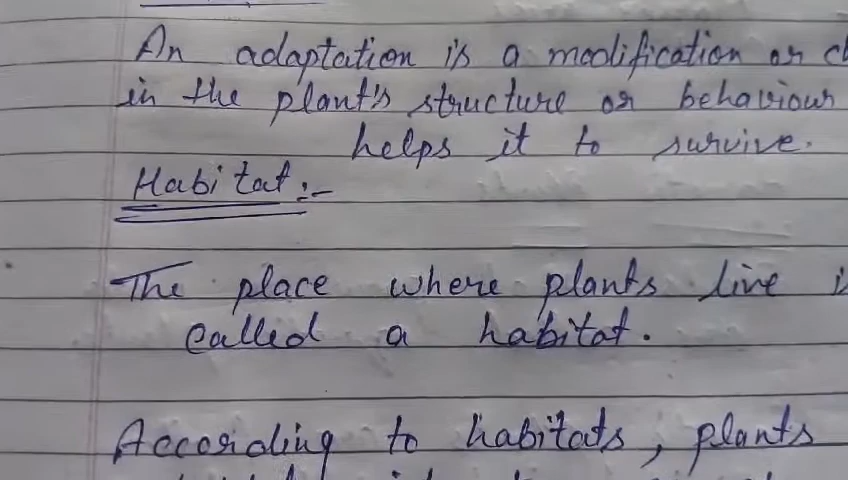 An adaptation is a modification or
in the plant's structure or behaviour
helps it to survive.
Habitat :-
The place where plants live
called a habitat.
According to habitats, plants